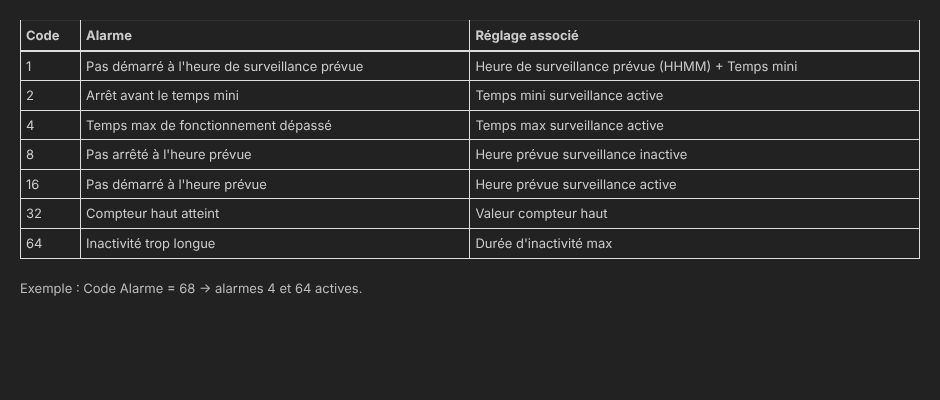 Code Alarme Réglage associé
1 Pas démarré à l'heure de surveillance prévue Heure de surveillance prévue (HHMM) + Temps mini
2 Arrêt avant le temps mini Temps mini surveillance active
4 Temps max de fonctionnement dépassé Temps max surveillance active
8 Pas arrêté à l'heure prévue Heure prévue surveillance inactive
16 Pas démarré à l'heure prévue Heure prévue surveillance active
32 Compteur haut atteint Valeur compteur haut
64 Inactivité trop longue Durée d'inactivité max
Exemple : Code Alarme = 68 → alarmes 4 et 64 actives.